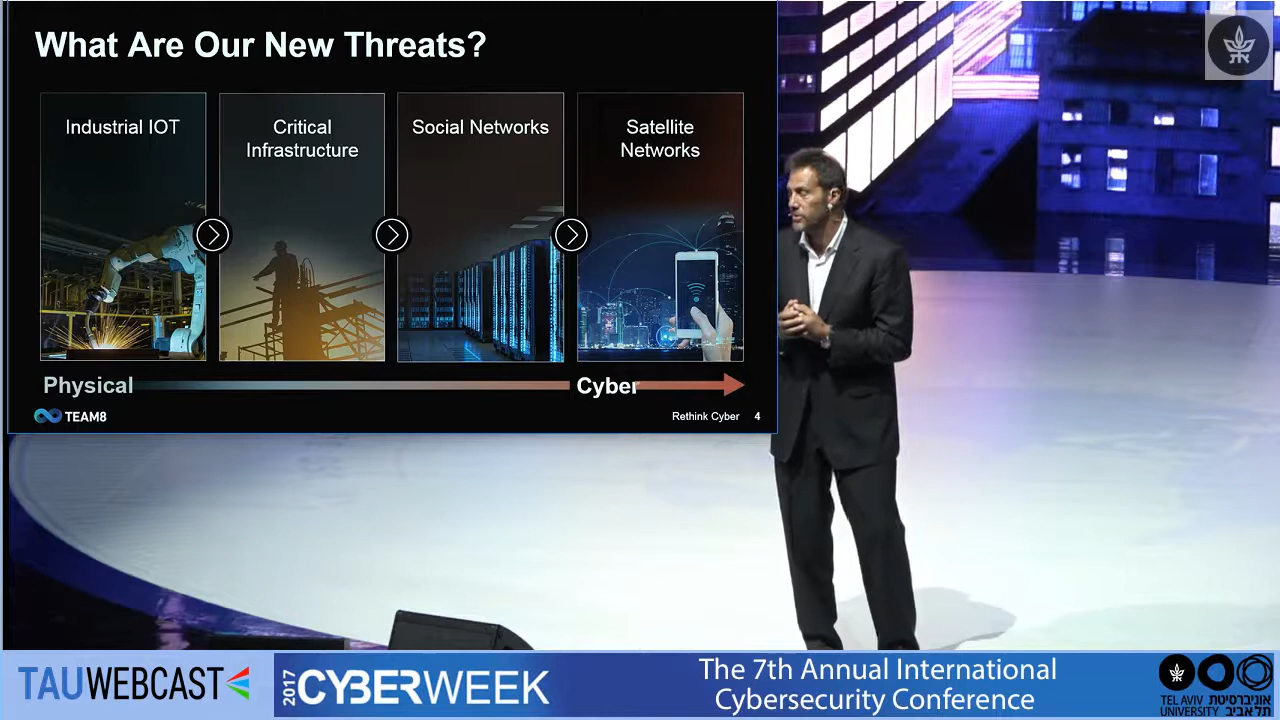 What Are Our New Threats?
Industrial IOT
Critical
Infrastructure
Social Networks
Satellite
Networks
Physical
Cyber
TEAM8
Rethink Cyber 4
TAUWEBCAST
2017 CYBERWEEK
The 7th Annual International
Cybersecurity Conference
TEL AVIV אוניברסיטת
UNIVERSITY תל אביב